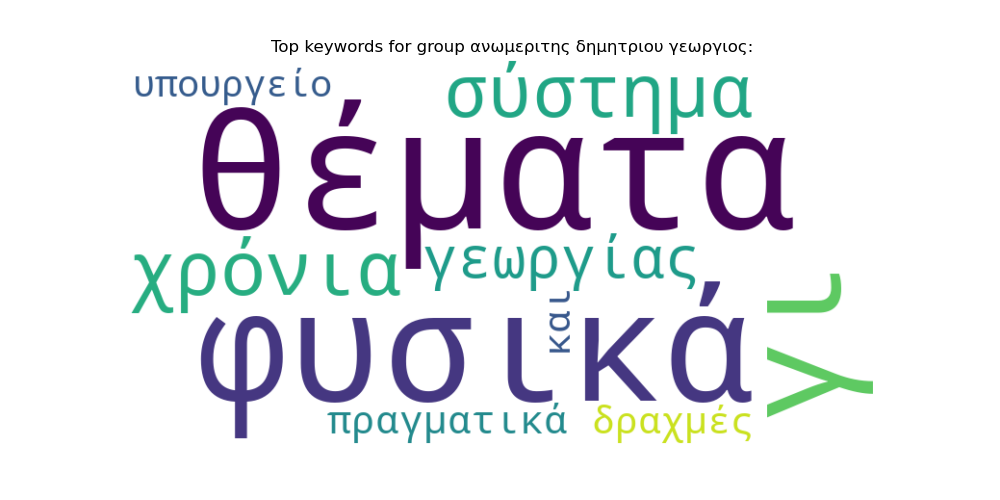 Top keywords for group ανωμεριτης δημητριου γεωργιος:
υπουργείο
σύστημα
θέματα
χρόνια
γεωργίας
φυσικά
και
γι
πραγματικά
δραχμές